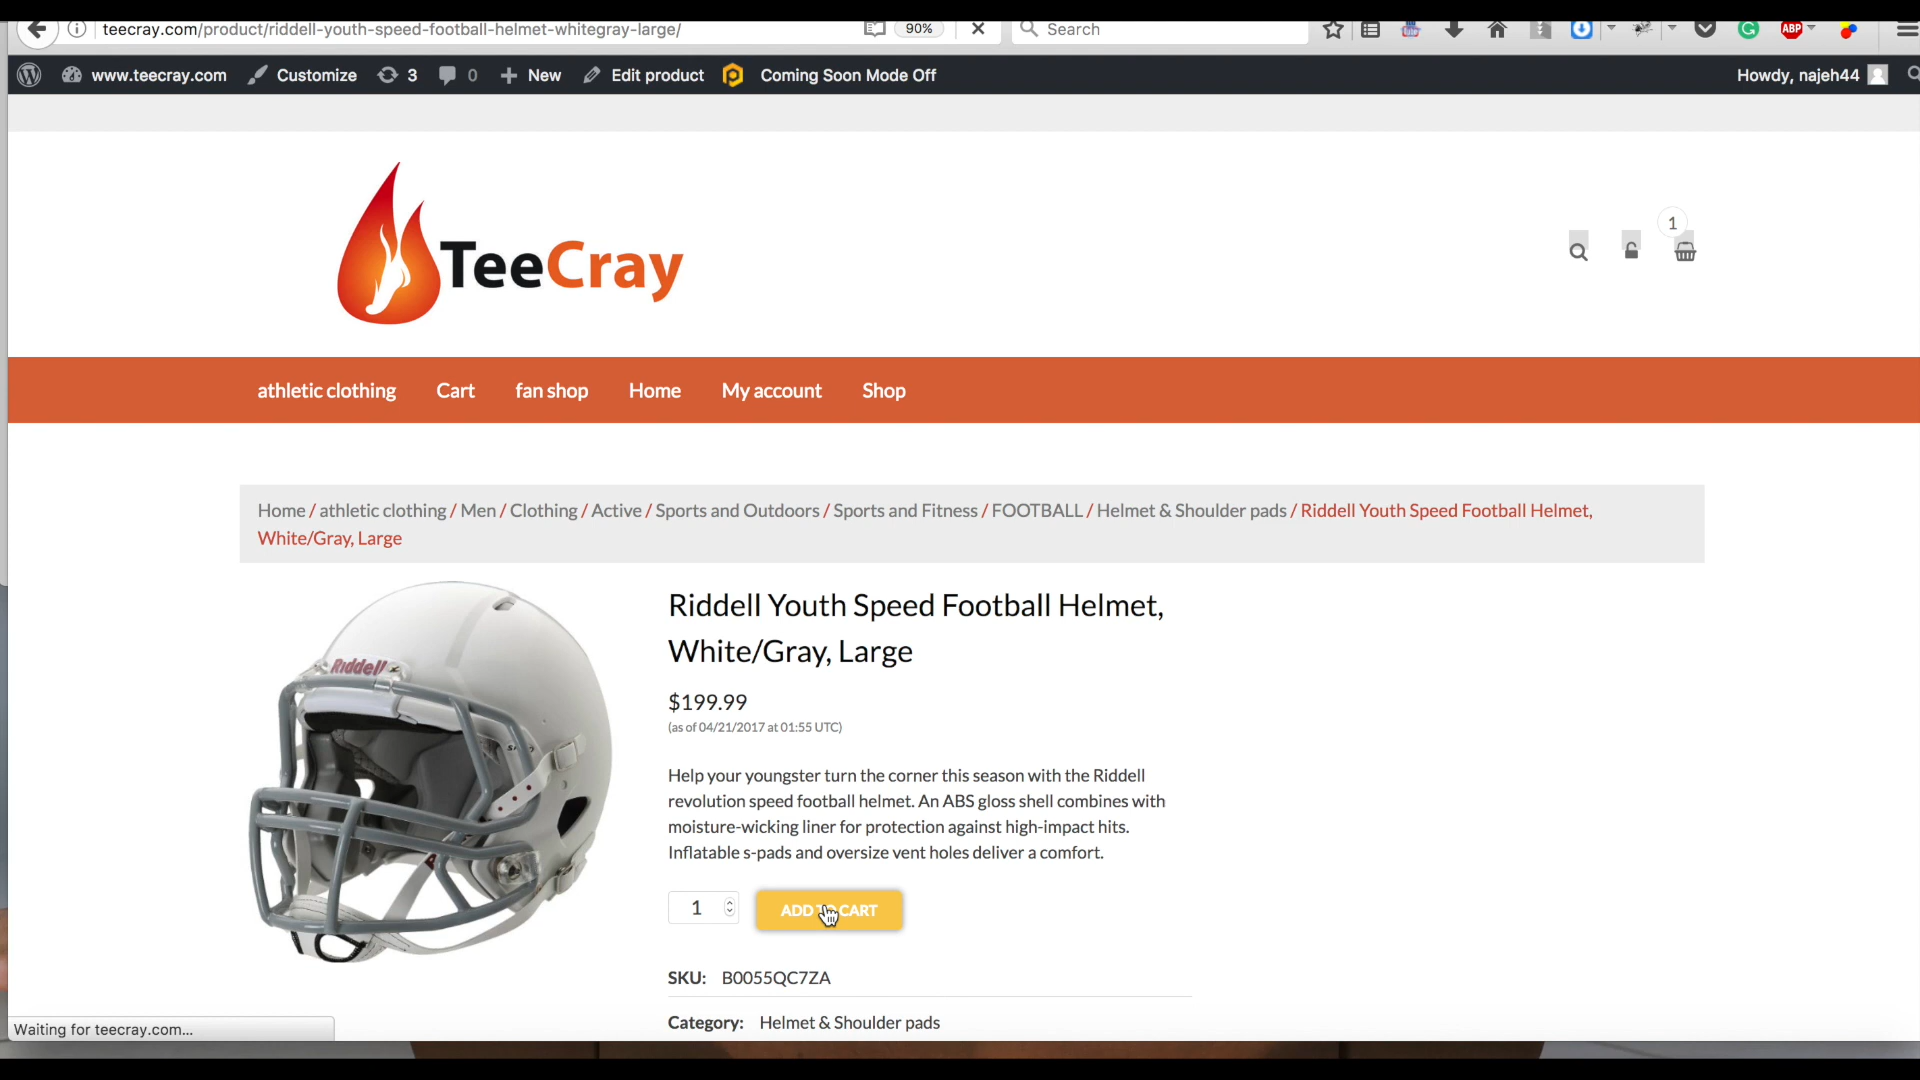 teecray.com/product/riddell-youth-speed-football-helmet-whitegray-large/
90%
Search
ABP
www.teecray.com
Customize
3
0
New
Edit product
Coming Soon Mode Off
Howdy, najeh44
TeeCray
1
athletic clothing
Cart
fan shop
Home
My account
Shop
Home / athletic clothing / Men / Clothing / Active / Sports and Outdoors / Sports and Fitness / FOOTBALL / Helmet & Shoulder pads / Riddell Youth Speed Football Helmet,
White/Gray, Large
Riddell
Riddell Youth Speed Football Helmet,
White/Gray, Large
$199.99
(as of 04/21/2017 at 01:55 UTC)
Help your youngster turn the corner this season with the Riddell
revolution speed football helmet. An ABS gloss shell combines with
moisture-wicking liner for protection against high-impact hits.
Inflatable s-pads and oversize vent holes deliver a comfort.
1
ADD TO CART
SKU: B0055QC7ZA
Category: Helmet & Shoulder pads
Waiting for teecray.com...